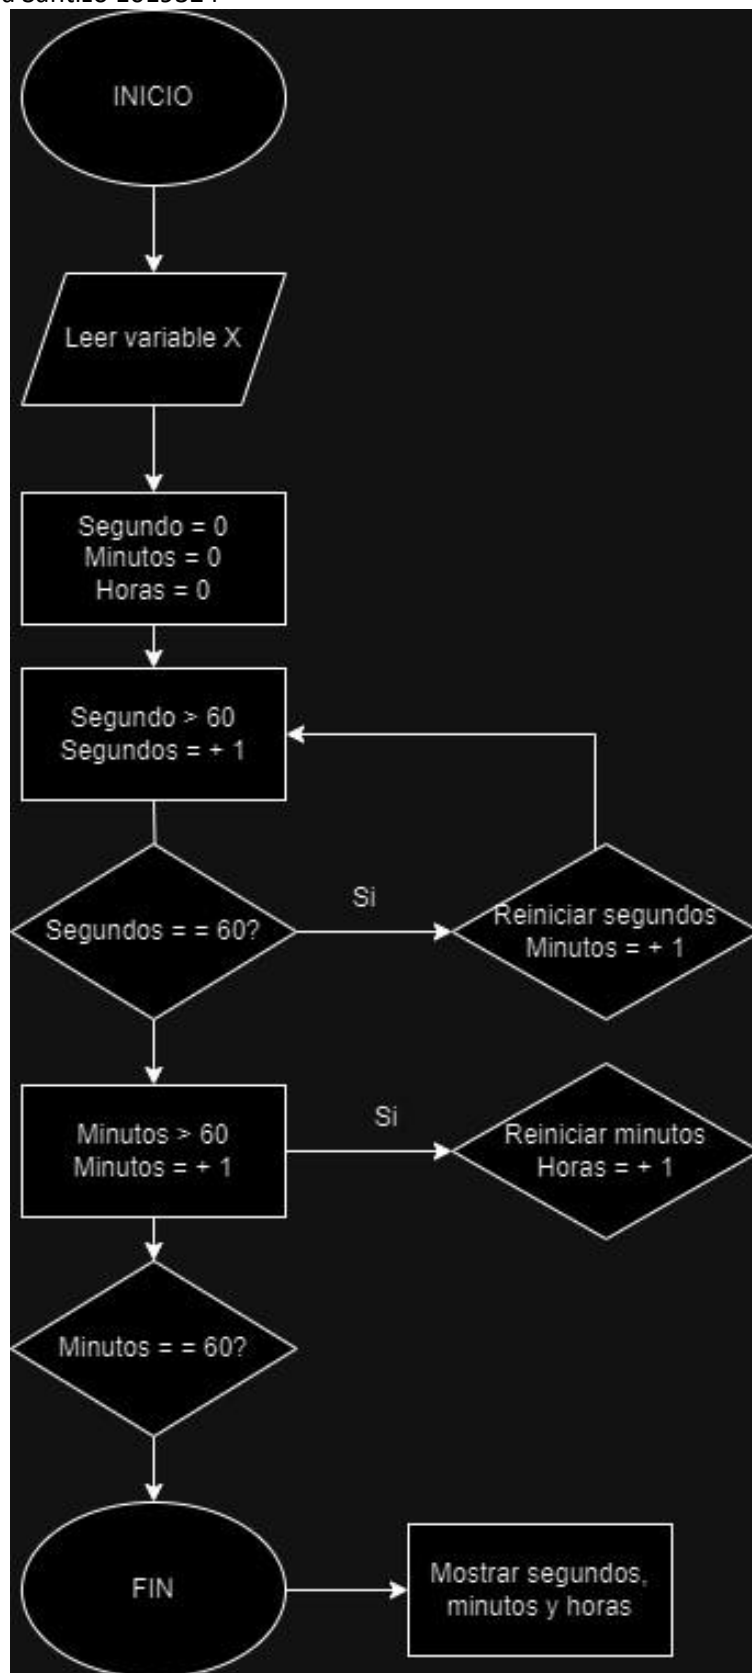 INICIO
Leer variable X
Segundo = 0
Minutos = 0
Horas = 0
Segundo > 60
Segundos = + 1
Segundos = = 60?
Si
Reiniciar segundos
Minutos = + 1
Minutos > 60
Minutos = + 1
Si
Reiniciar minutos
Horas = + 1
Minutos = = 60?
FIN
Mostrar segundos,
minutos y horas